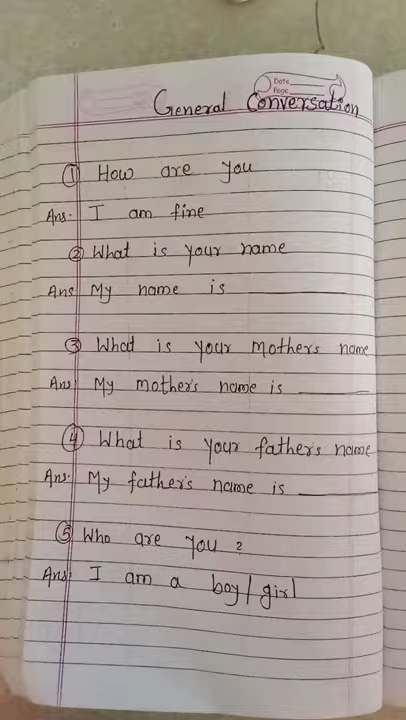 Date
Page
General Conversation
① How are you
Ans. I am fine
② What is your name
Ans My name is ______
③ What is your mothers name
Ans. My mother's name is ______
④ What is your father's name
Ans. My father's name is ______
⑤ Who are you ?
Ans. I am a boy/girl